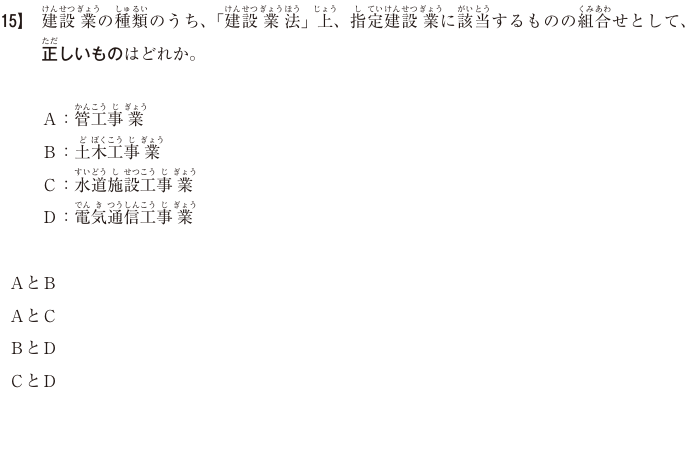 15】 建設業の種類のうち、「建設業法」上、指定建設業に該当するものの組合せとして、
正しいものはどれか。
A：管工事業
B：土木工事業
C：水道施設工事業
D：電気通信工事業
AとB
AとC
BとD
CとD